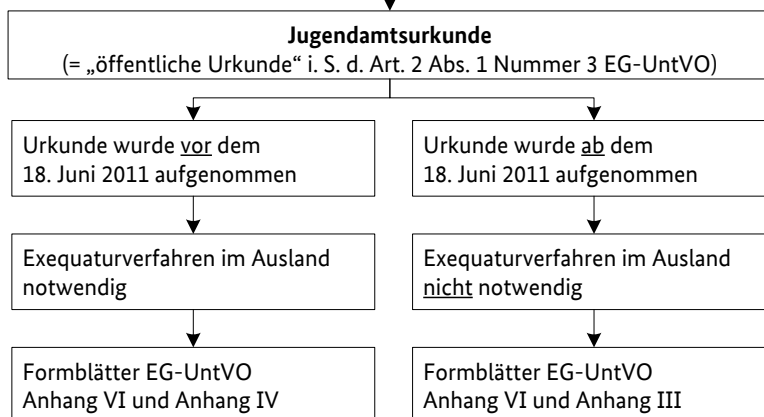 Jugendamtsurkunde
(= „öffentliche Urkunde“ i. S. d. Art. 2 Abs. 1 Nummer 3 EG-UntVO)
Urkunde wurde vor dem
18. Juni 2011 aufgenommen
Exequaturverfahren im Ausland
notwendig
Formblätter EG-UntVO
Anhang VI und Anhang IV
Urkunde wurde ab dem
18. Juni 2011 aufgenommen
Exequaturverfahren im Ausland
nicht notwendig
Formblätter EG-UntVO
Anhang VI und Anhang III